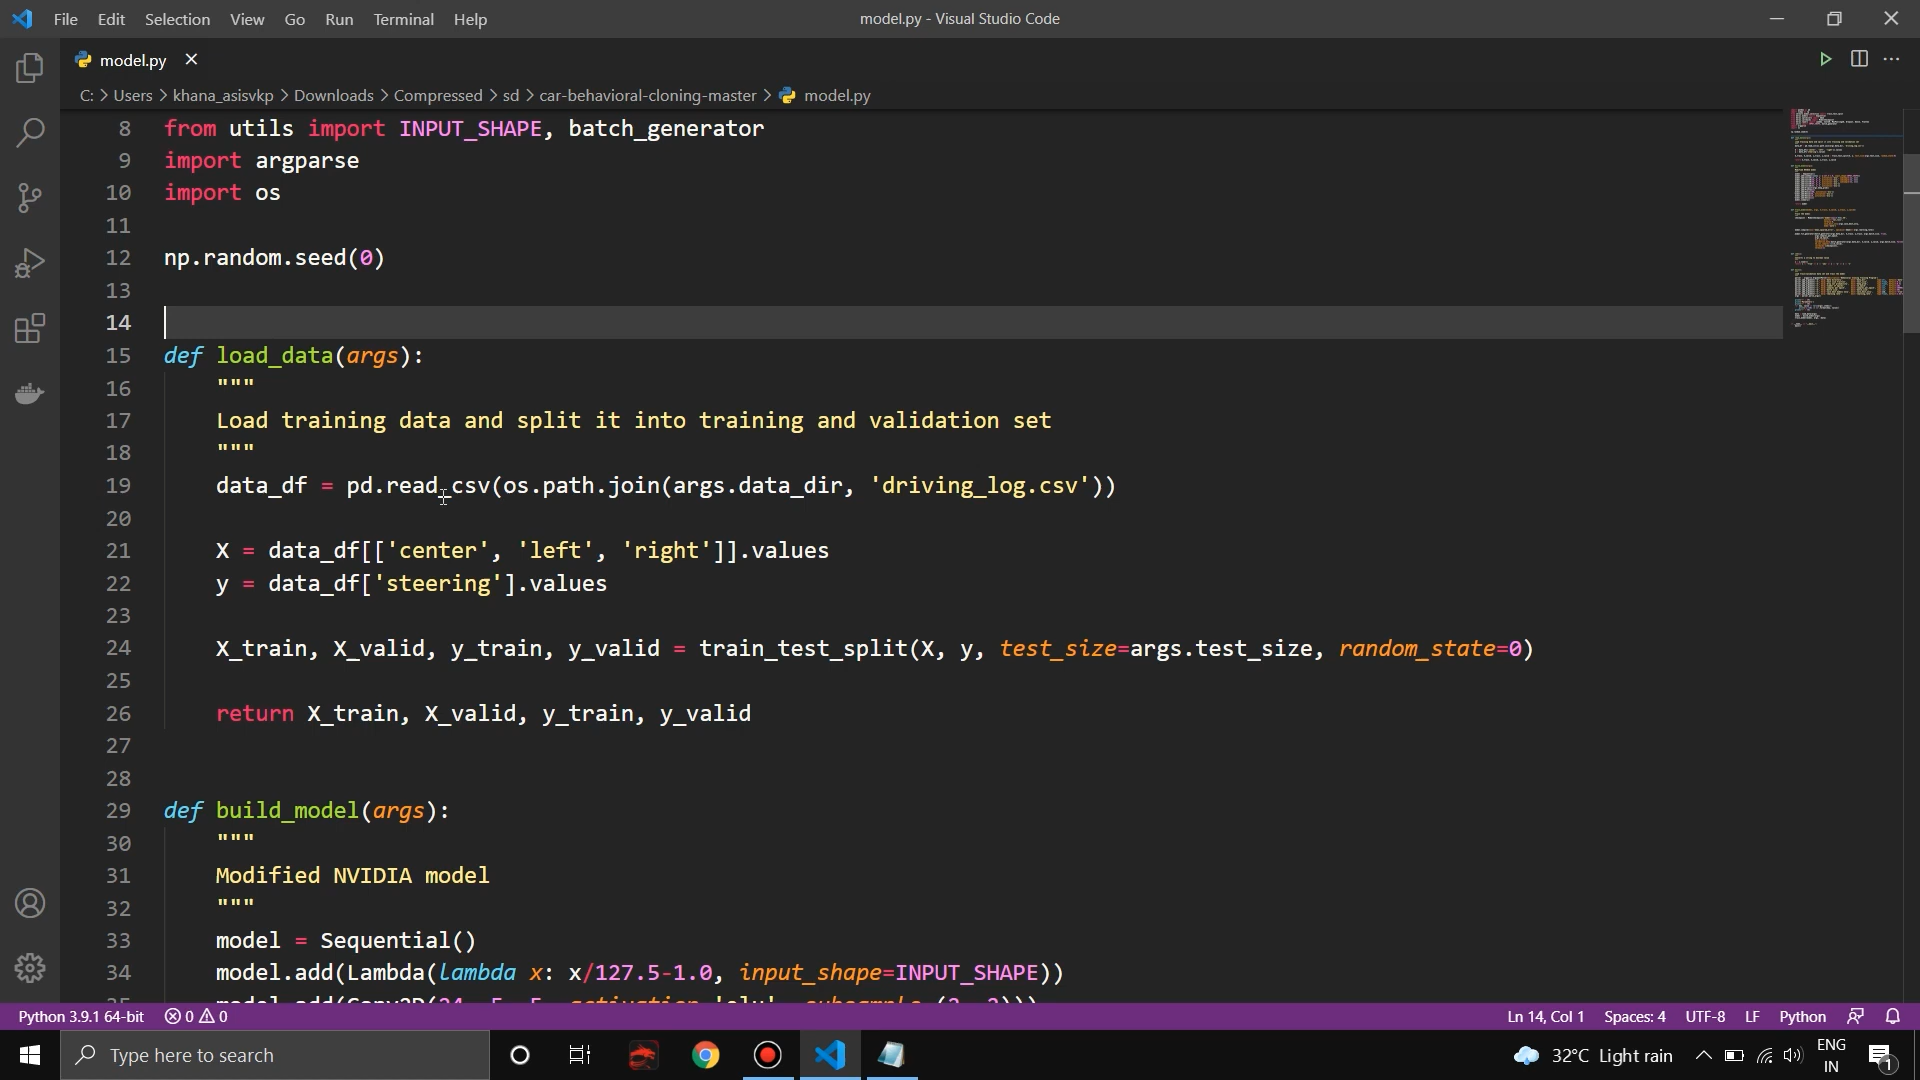 File Edit Selection View Go Run Terminal Help
model.py - Visual Studio Code
model.py
C: > Users > khana_asisvkp > Downloads > Compressed > sd > car-behavioral-cloning-master > model.py
8 from utils import INPUT_SHAPE, batch_generator
9 import argparse
10 import os
11
12 np.random.seed(0)
13
14
15 def load_data(args):
16 """
17 Load training data and split it into training and validation set
18 """
19 data_df = pd.read_csv(os.path.join(args.data_dir, 'driving_log.csv'))
20
21 X = data_df[['center', 'left', 'right']].values
22 y = data_df['steering'].values
23
24 X_train, X_valid, y_train, y_valid = train_test_split(X, y, test_size=args.test_size, random_state=0)
25
26 return X_train, X_valid, y_train, y_valid
27
28
29 def build_model(args):
30 """
31 Modified NVIDIA model
32 """
33 model = Sequential()
34 model.add(Lambda(lambda x: x/127.5-1.0, input_shape=INPUT_SHAPE))
Python 3.9.1 64-bit 0 0 Ln 14, Col 1 Spaces: 4 UTF-8 LF Python
Type here to search
32°C Light rain
ENG
IN
1